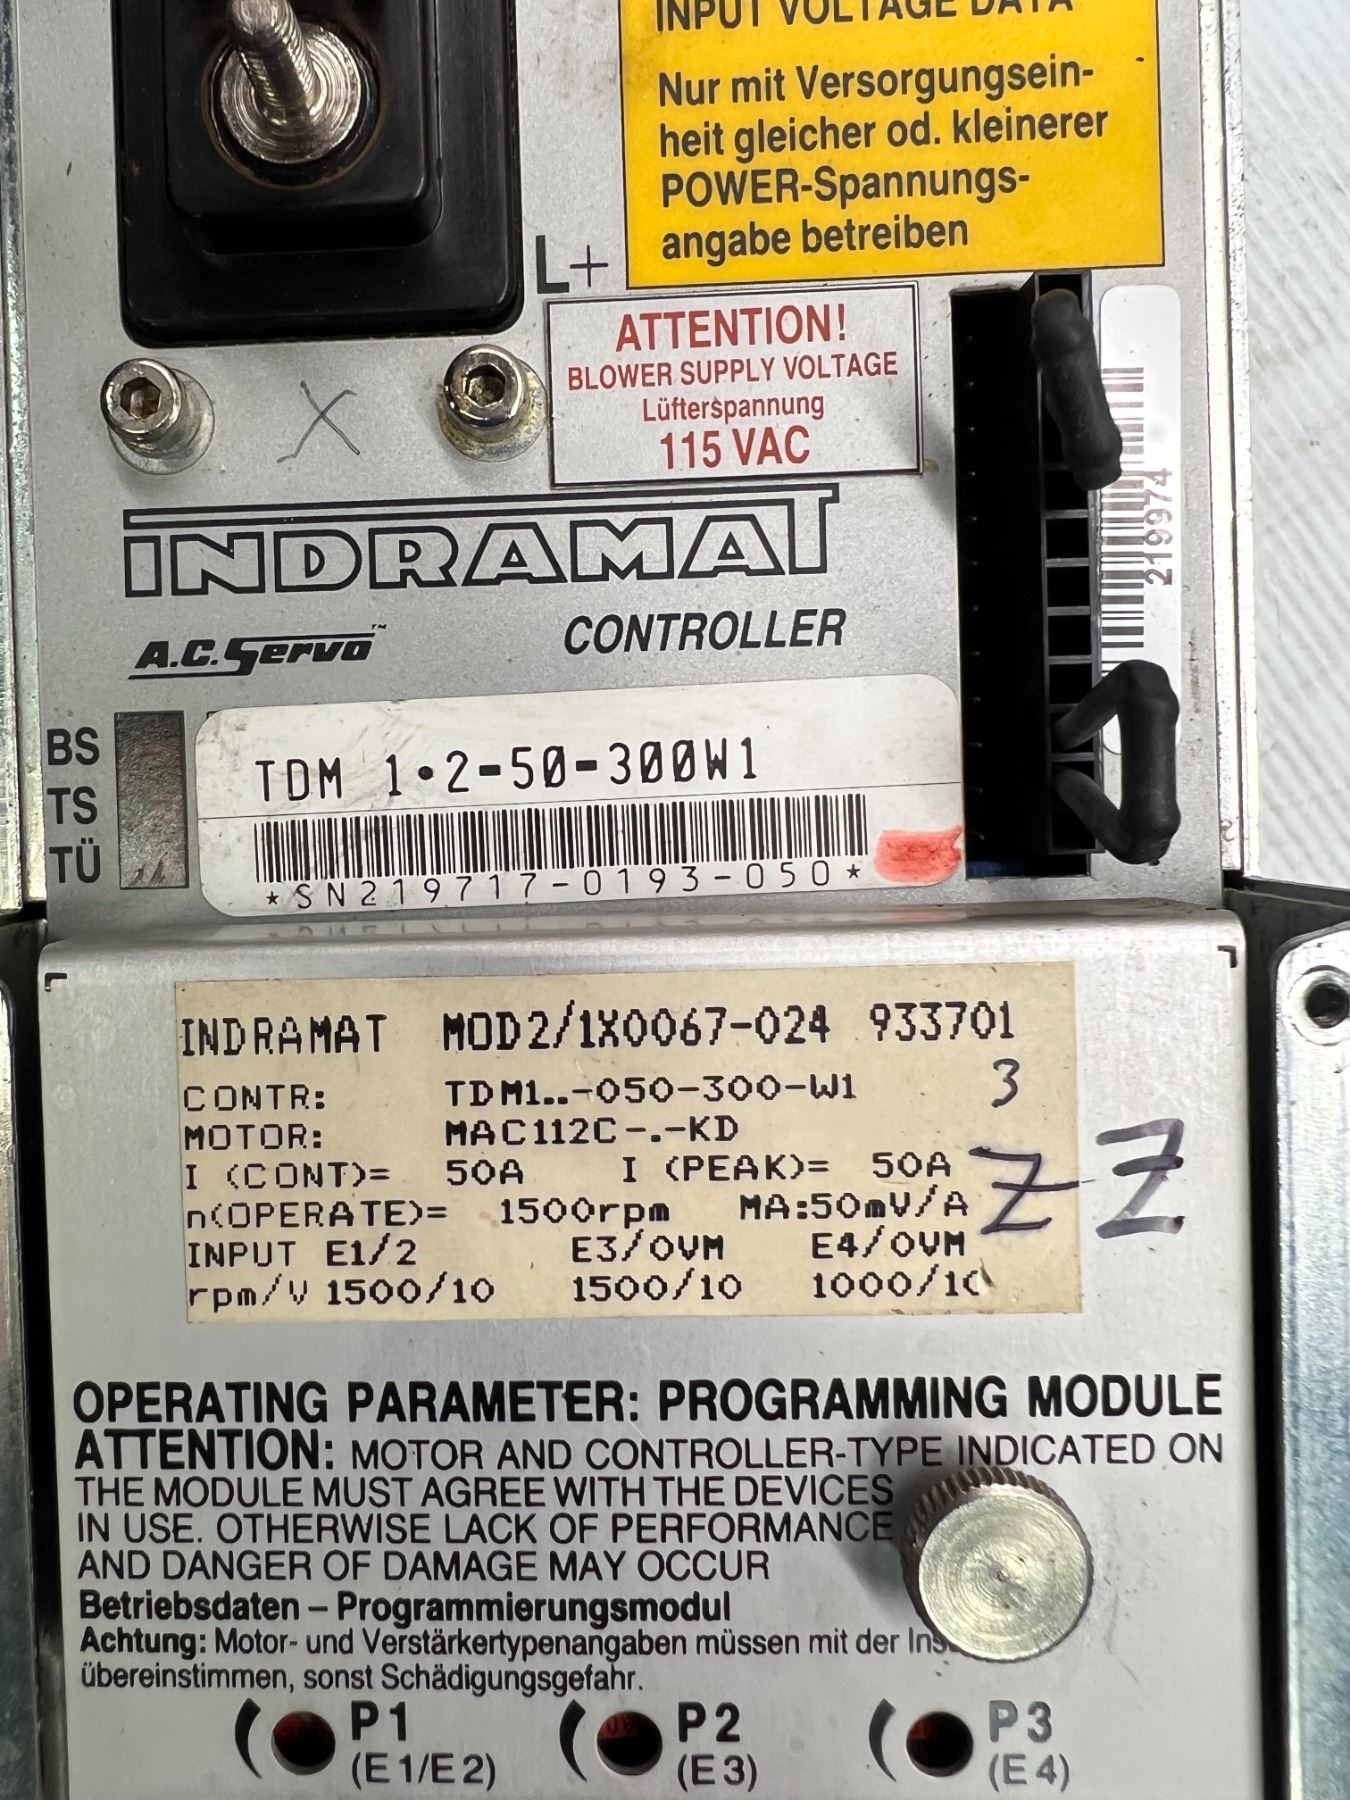 INPUT VOLTAGE DATA
Nur mit Versorgungsein-
heit gleicher od. kleinerer
POWER-Spannungs-
angabe betreiben
L+
ATTENTION!
BLOWER SUPPLY VOLTAGE
Lüfterspannung
115 VAC
X
219974
INDRAMAT
A.C. Servo™
CONTROLLER
BS
TS
TÜ
TDM 1•2-50-300W1
*SN219717-0193-050*
INDRAMAT MOD2/1X0067-024 933701
3
CONTR: TDM1..-050-300-W1
MOTOR: MAC112C-.-KD
I (CONT)= 50A I (PEAK)= 50A
Z Z
n(OPERATE)= 1500rpm MA:50mV/A
INPUT E1/2 E3/OVM E4/OVM
rpm/V 1500/10 1500/10 1000/10
OPERATING PARAMETER: PROGRAMMING MODULE
ATTENTION: MOTOR AND CONTROLLER-TYPE INDICATED ON
THE MODULE MUST AGREE WITH THE DEVICES
IN USE. OTHERWISE LACK OF PERFORMANCE
AND DANGER OF DAMAGE MAY OCCUR
Betriebsdaten – Programmierungsmodul
Achtung: Motor- und Verstärkertypenangaben müssen mit der
übereinstimmen, sonst Schädigungsgefahr.
P1 P2 P3
(E1/E2) (E3) (E4)